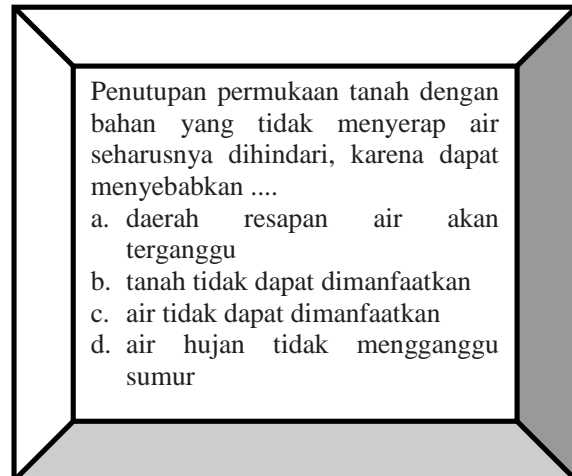 Penutupan permukaan tanah dengan
bahan yang tidak menyerap air
seharusnya dihindari, karena dapat
menyebabkan ....
a. daerah resapan air akan
terganggu
b. tanah tidak dapat dimanfaatkan
c. air tidak dapat dimanfaatkan
d. air hujan tidak mengganggu
sumur